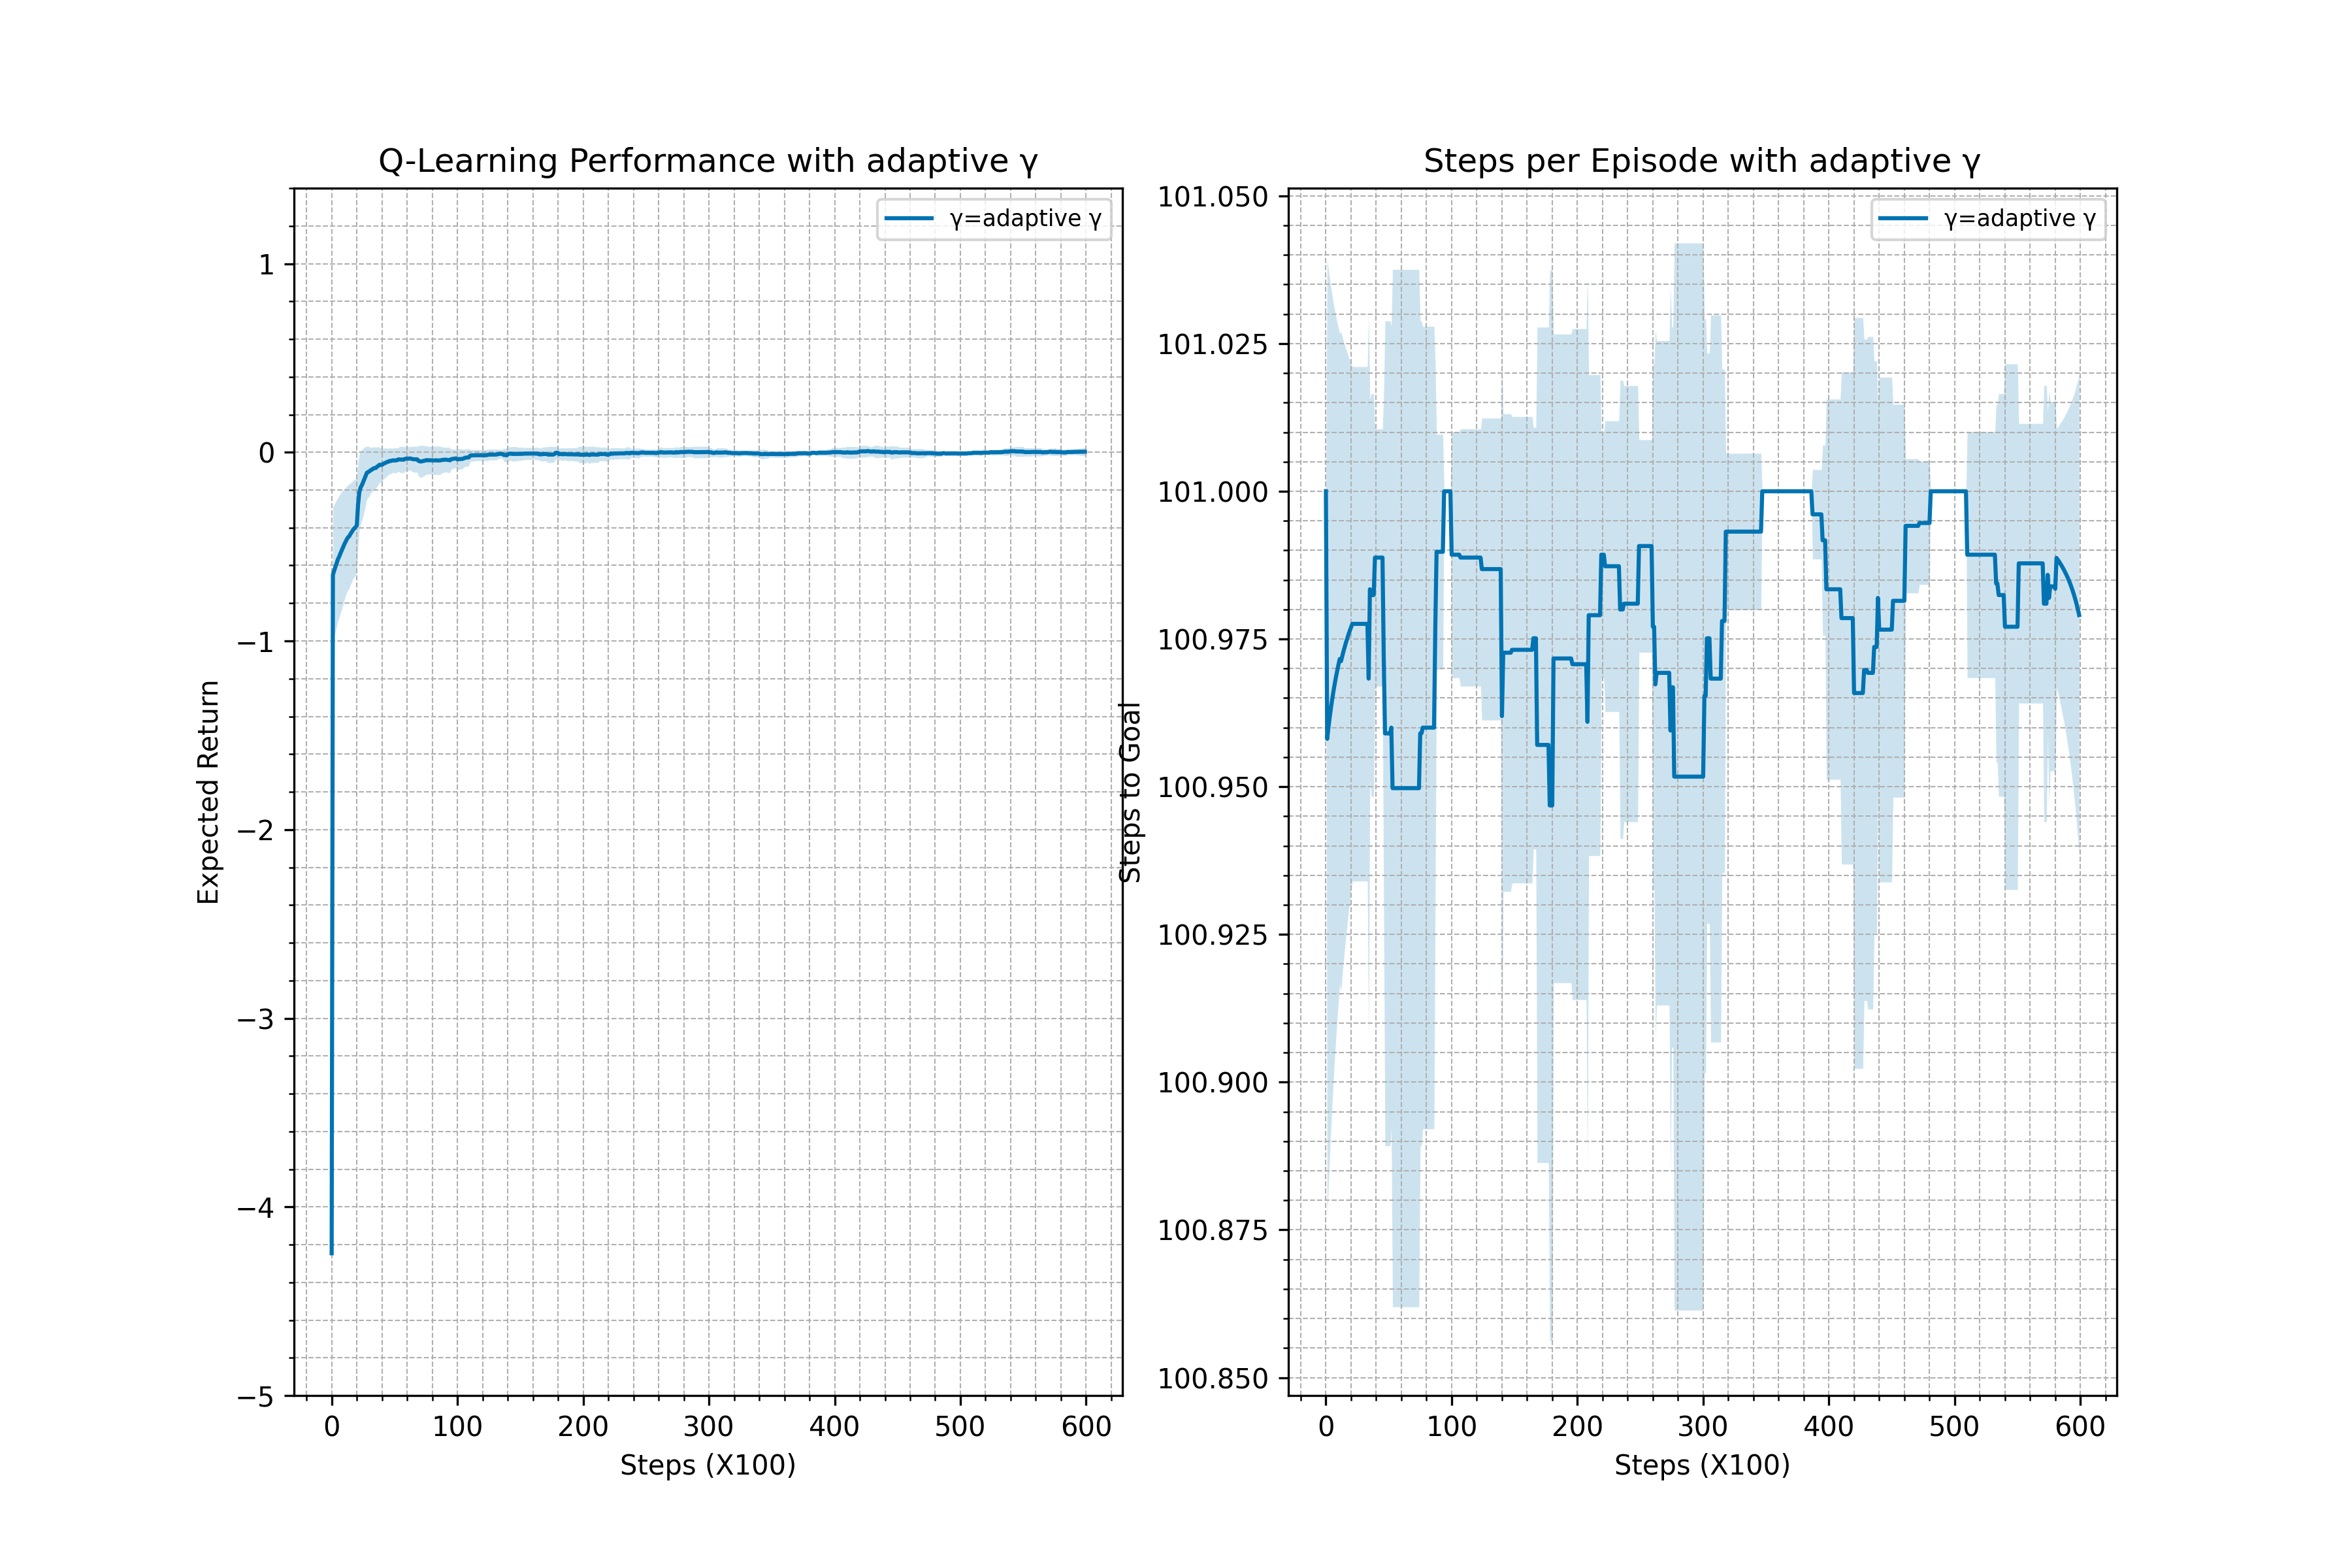 Q-Learning Performance with adaptive γ
γ=adaptive γ
1
0
−1
−2
−3
−4
−5
Expected Return
0 100 200 300 400 500 600
Steps (X100)
Steps per Episode with adaptive γ
γ=adaptive γ
101.050
101.025
101.000
100.975
100.950
100.925
100.900
100.875
100.850
Steps to Goal
0 100 200 300 400 500 600
Steps (X100)